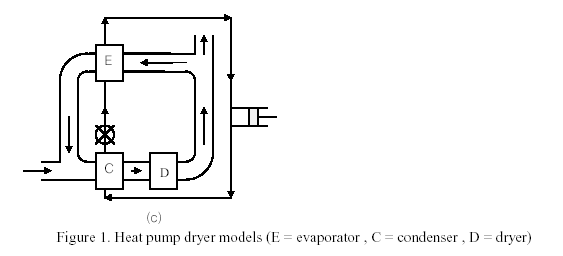 E
C
D
(c)
Figure 1. Heat pump dryer models (E = evaporator , C = condenser , D = dryer)